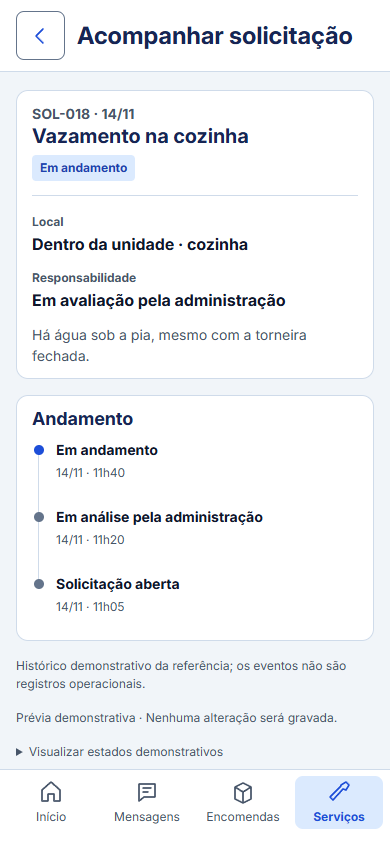 Acompanhar solicitação
SOL-018 · 14/11
Vazamento na cozinha
Em andamento
Local
Dentro da unidade · cozinha
Responsabilidade
Em avaliação pela administração
Há água sob a pia, mesmo com a torneira
fechada.
Andamento
Em andamento
14/11 · 11h40
Em análise pela administração
14/11 · 11h20
Solicitação aberta
14/11 · 11h05
Histórico demonstrativo da referência; os eventos não são
registros operacionais.
Prévia demonstrativa · Nenhuma alteração será gravada.
Visualizar estados demonstrativos
Início
Mensagens
Encomendas
Serviços